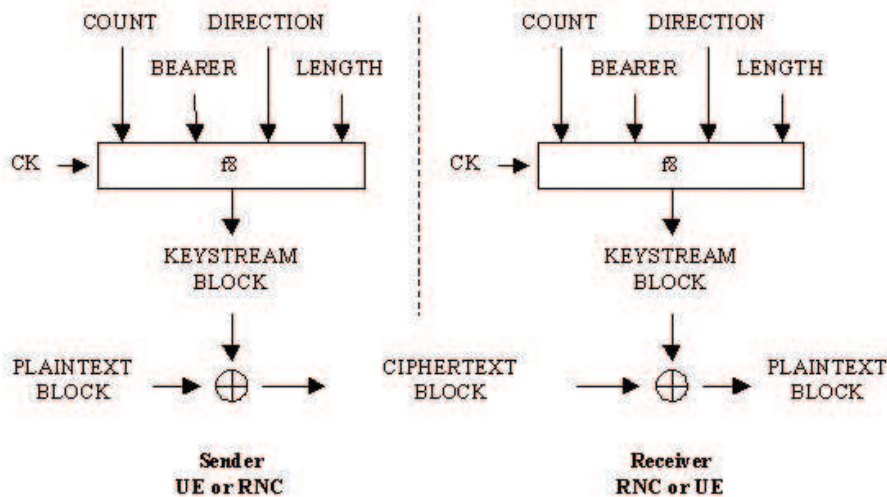 COUNT DIRECTION COUNT DIRECTION
BEARER LENGTH BEARER LENGTH
CK f8 CK f8
KEYSTREAM KEYSTREAM
BLOCK BLOCK
PLAINTEXT CIPHERTEXT PLAINTEXT
BLOCK BLOCK BLOCK
Sender Receiver
UE or RNC RNC or UE